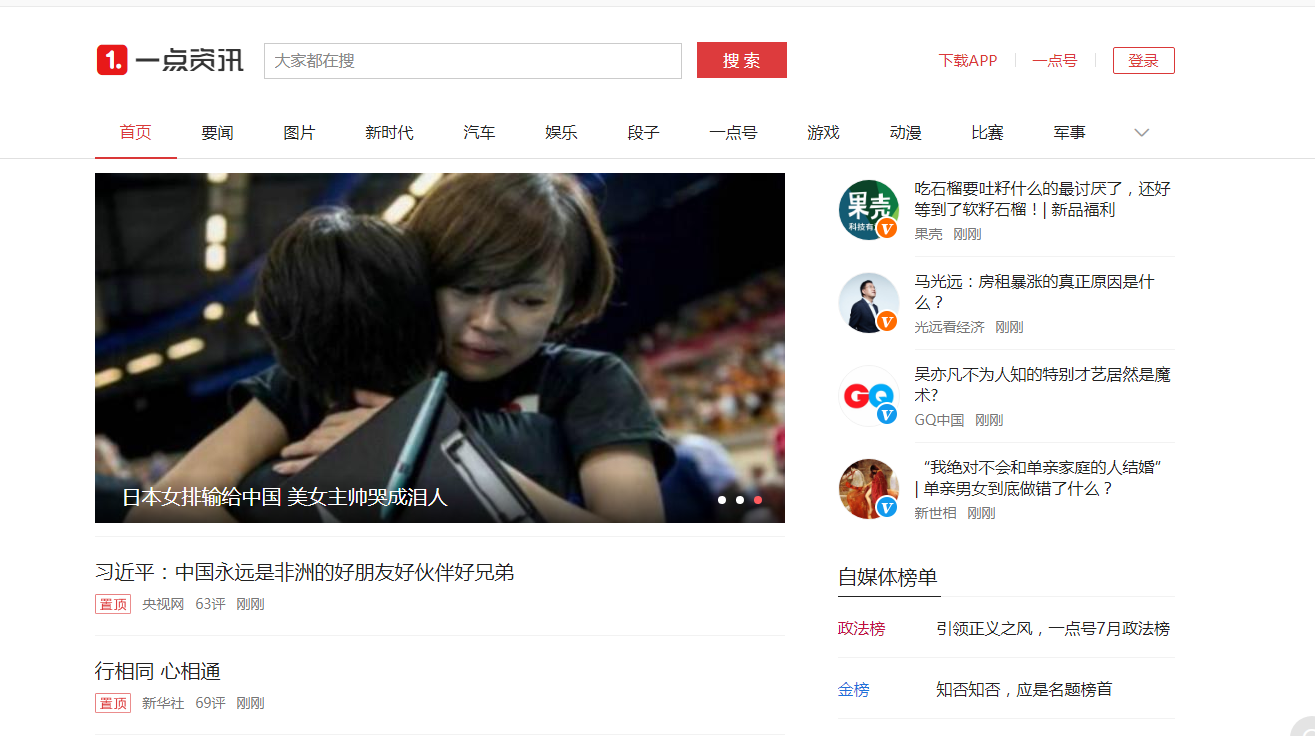 1. 一点资讯
大家都在搜
搜 索
下载APP
一点号
登录
首页 要闻 图片 新时代 汽车 娱乐 段子 一点号 游戏 动漫 比赛 军事
日本女排输给中国 美女主帅哭成泪人
习近平：中国永远是非洲的好朋友好伙伴好兄弟
置顶 央视网 63评 刚刚
行相同 心相通
置顶 新华社 69评 刚刚
果壳
科技有
V
吃石榴要吐籽什么的最讨厌了，还好
等到了软籽石榴！| 新品福利
果壳 刚刚
V
马光远：房租暴涨的真正原因是什
么？
光远看经济 刚刚
GQ
V
吴亦凡不为人知的特别才艺居然是魔
术?
GQ中国 刚刚
V
“我绝对不会和单亲家庭的人结婚”
| 单亲男女到底做错了什么？
新世相 刚刚
自媒体榜单
政法榜 引领正义之风，一点号7月政法榜
金榜 知否知否，应是名题榜首